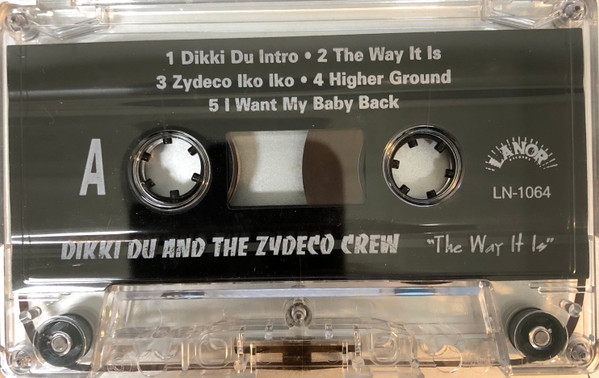 1 Dikki Du Intro • 2 The Way It Is
3 Zydeco Iko Iko • 4 Higher Ground
5 I Want My Baby Back
A
LANOR
RECORDS
LN-1064
DIKKI DU AND THE ZYDECO CREW "The Way It Is"